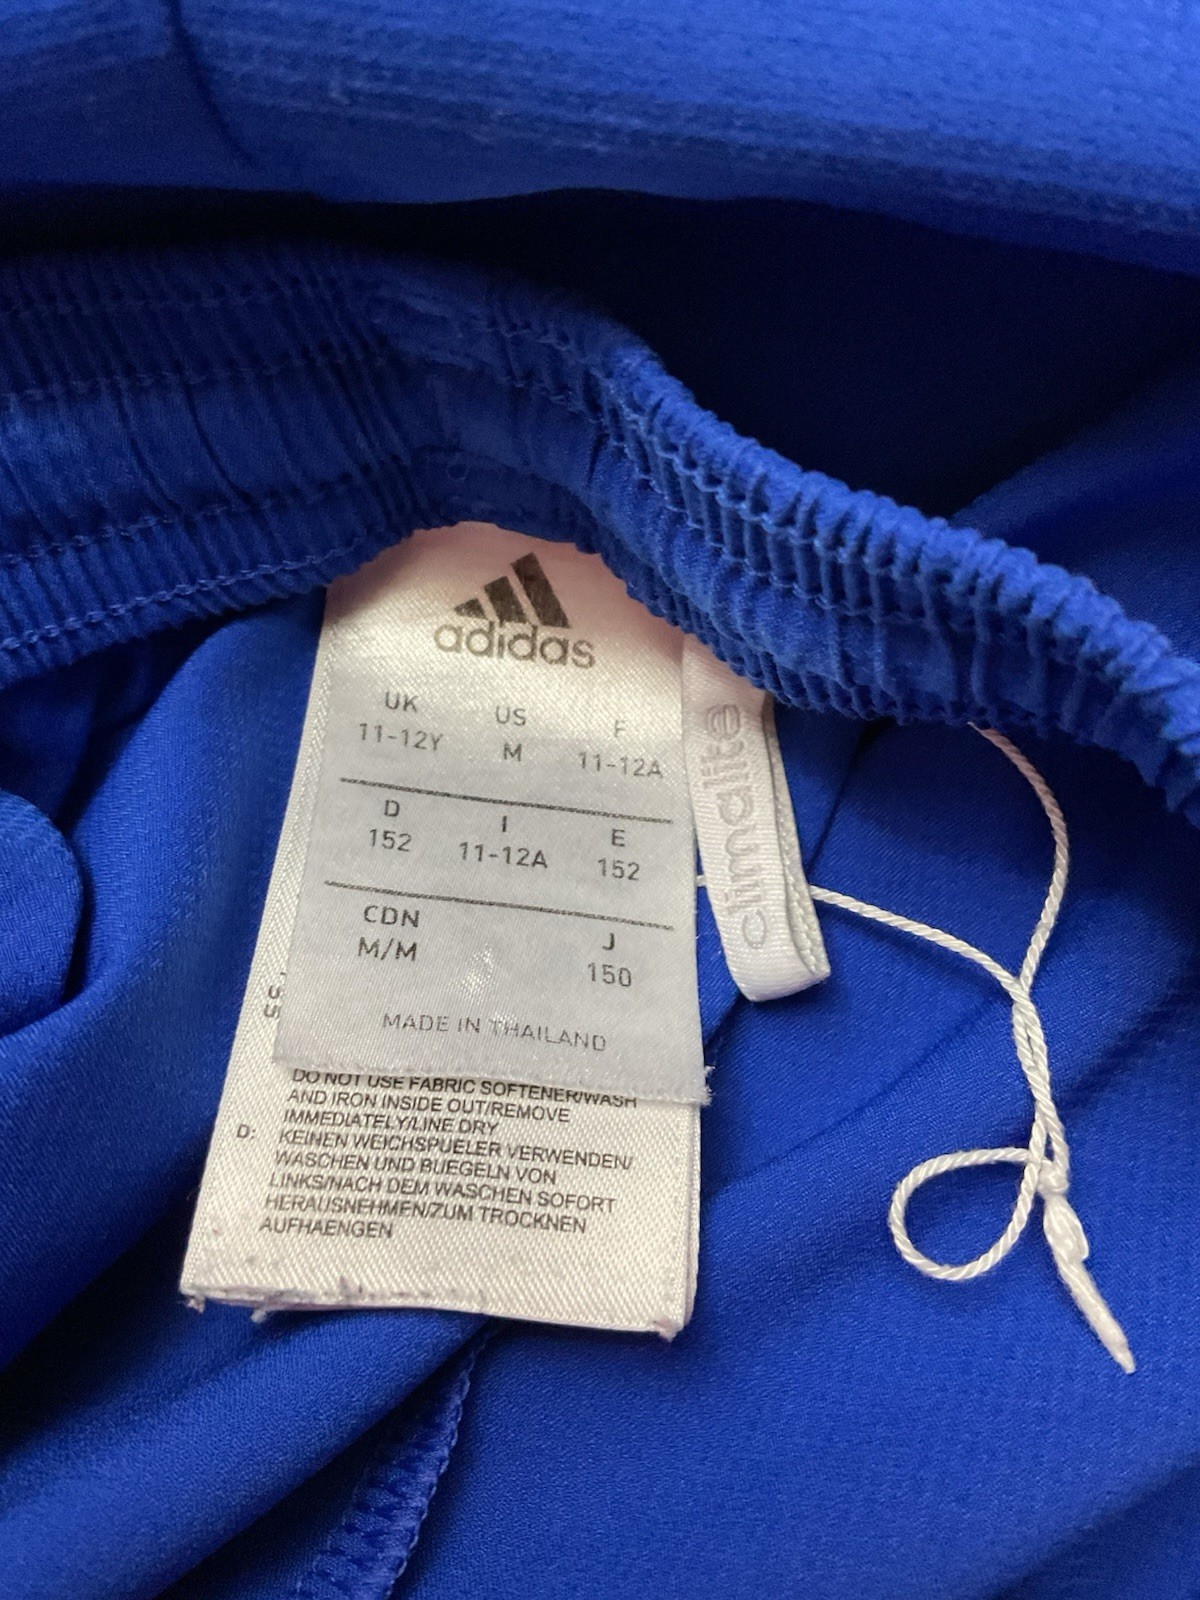 adidas
UK US F
11-12Y M 11-12A
D I E
152 11-12A 152
CDN J
M/M 150
MADE IN THAILAND
climalite
DO NOT USE FABRIC SOFTENER/WASH
AND IRON INSIDE OUT/REMOVE
IMMEDIATELY/LINE DRY
D: KEINEN WEICHSPUELER VERWENDEN/
WASCHEN UND BUEGELN VON
LINKS/NACH DEM WASCHEN SOFORT
HERAUSNEHMEN/ZUM TROCKNEN
AUFHAENGEN